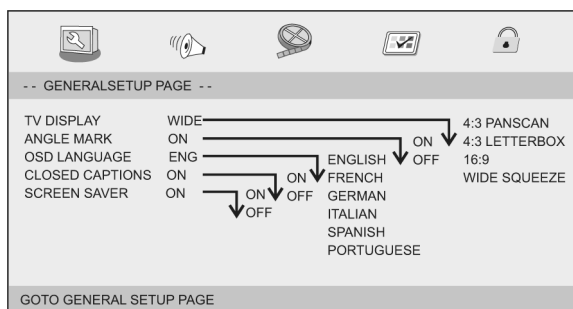 -- GENERALSETUP PAGE --
TV DISPLAY WIDE 4:3 PANSCAN
ANGLE MARK ON ON 4:3 LETTERBOX
OSD LANGUAGE ENG ENGLISH OFF 16:9
CLOSED CAPTIONS ON ON FRENCH WIDE SQUEEZE
SCREEN SAVER ON ON OFF GERMAN
OFF ITALIAN
SPANISH
PORTUGUESE
GOTO GENERAL SETUP PAGE